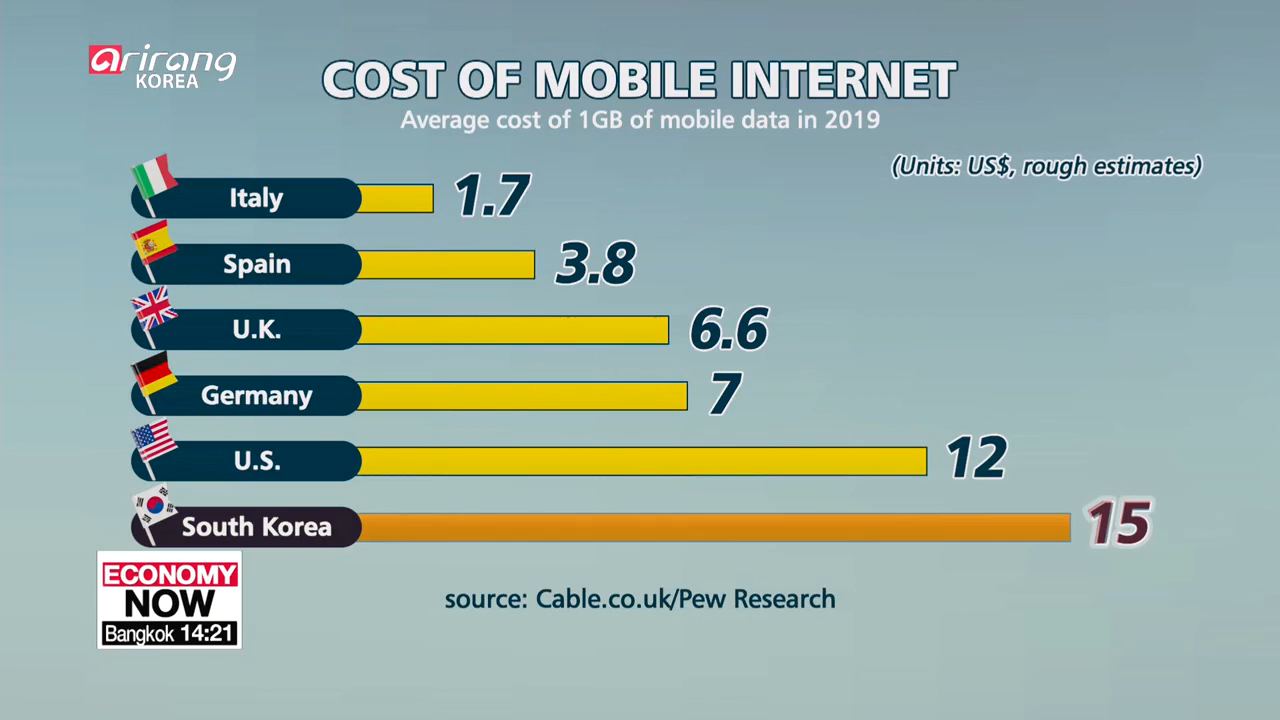 arirang
KOREA
COST OF MOBILE INTERNET
Average cost of 1GB of mobile data in 2019
(Units: US$, rough estimates)
Italy 1.7
Spain 3.8
U.K. 6.6
Germany 7
U.S. 12
South Korea 15
ECONOMY
NOW
Bangkok 14:21
source: Cable.co.uk/Pew Research